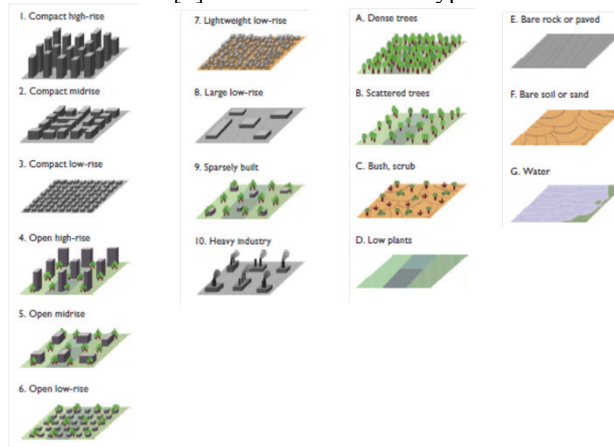 1. Compact high-rise
2. Compact midrise
3. Compact low-rise
4. Open high-rise
5. Open midrise
6. Open low-rise
7. Lightweight low-rise
8. Large low-rise
9. Sparsely built
10. Heavy industry
A. Dense trees
B. Scattered trees
C. Bush, scrub
D. Low plants
E. Bare rock or paved
F. Bare soil or sand
G. Water